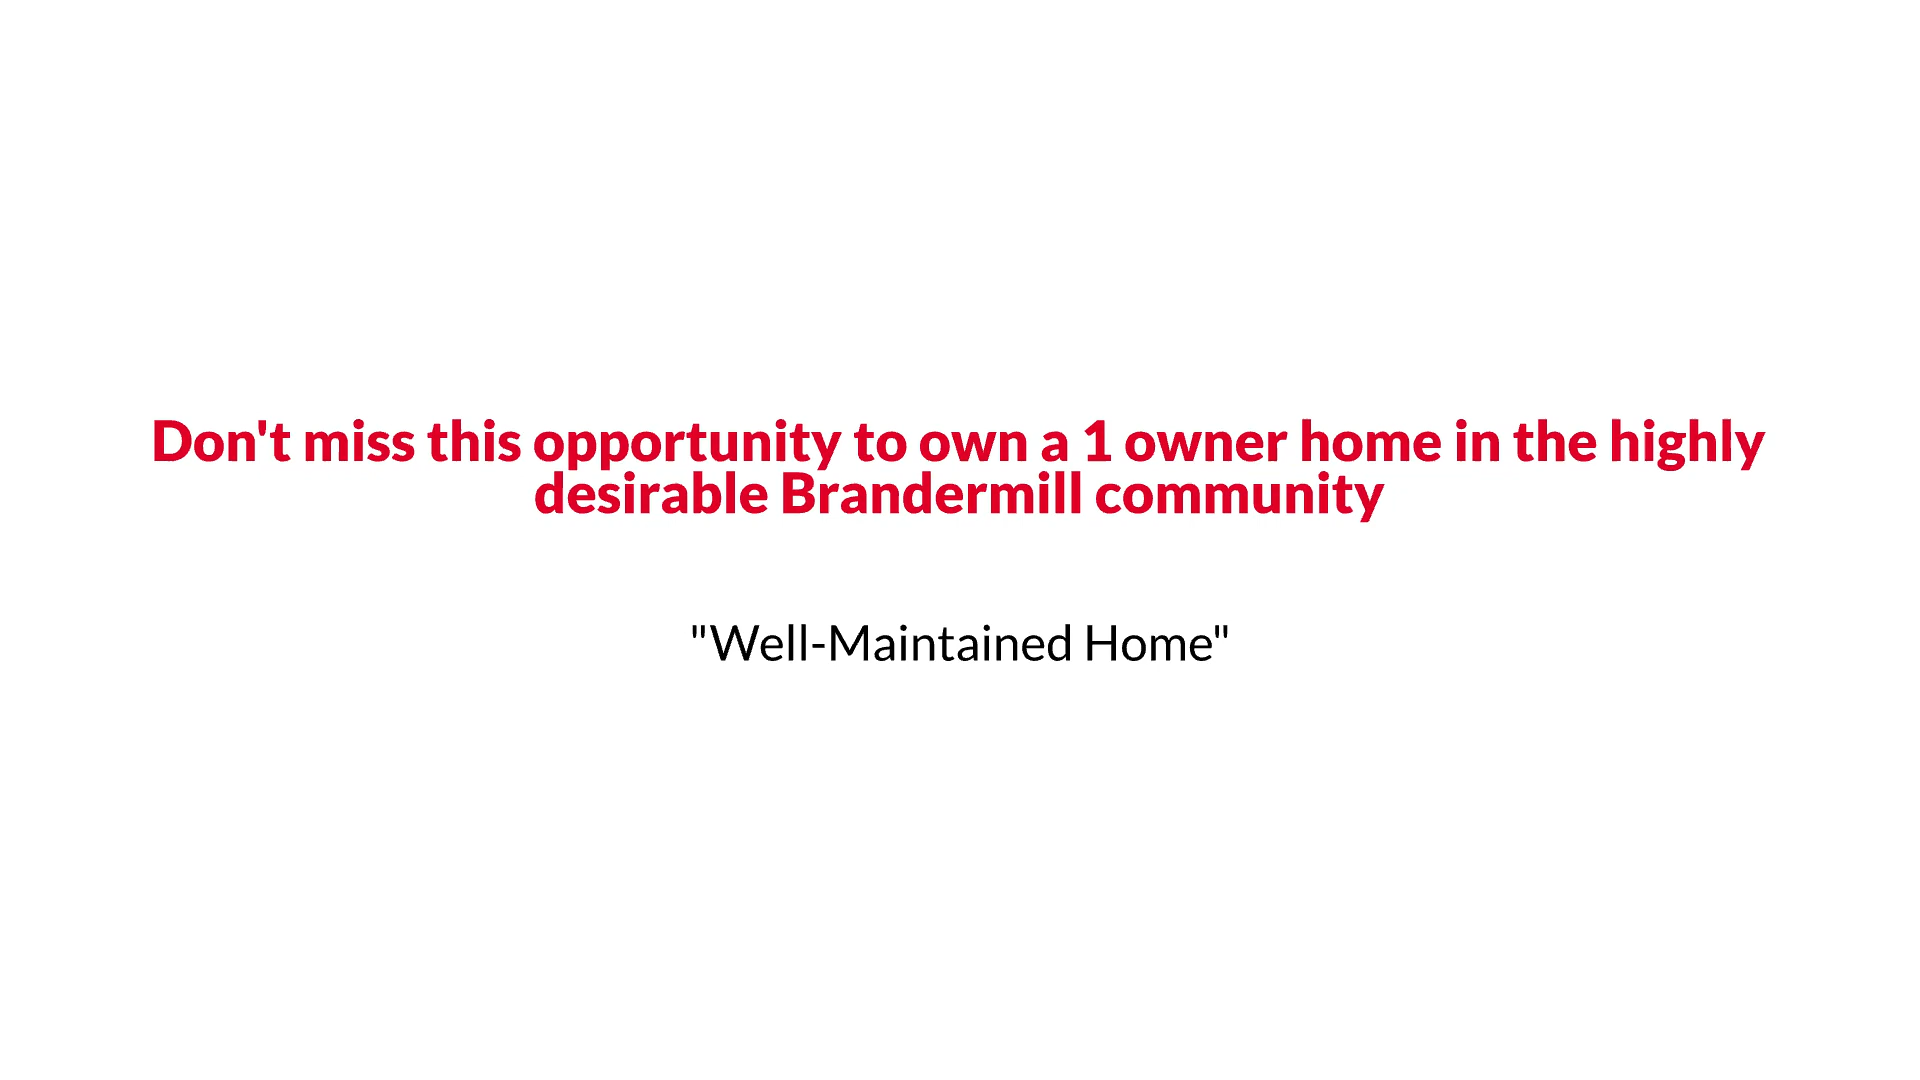 Don't miss this opportunity to own a 1 owner home in the highly
desirable Brandermill community
"Well-Maintained Home"